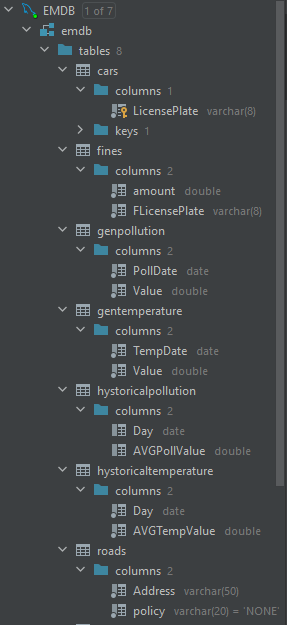 EMDB 1 of 7
emdb
tables 8
cars
columns 1
LicensePlate varchar(8)
keys 1
fines
columns 2
amount double
FLicensePlate varchar(8)
genpollution
columns 2
PollDate date
Value double
gentemperature
columns 2
TempDate date
Value double
hystoricalpollution
columns 2
Day date
AVGPollValue double
hystoricaltemperature
columns 2
Day date
AVGTempValue double
roads
columns 2
Address varchar(50)
policy varchar(20) = 'NONE'